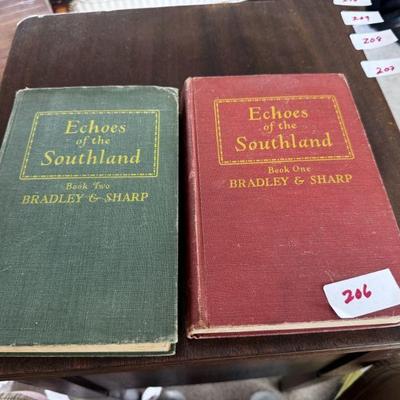 Echoes
of the
Southland
Book Two
BRADLEY & SHARP
Echoes
of the
Southland
Book One
BRADLEY & SHARP
206
209
208
207